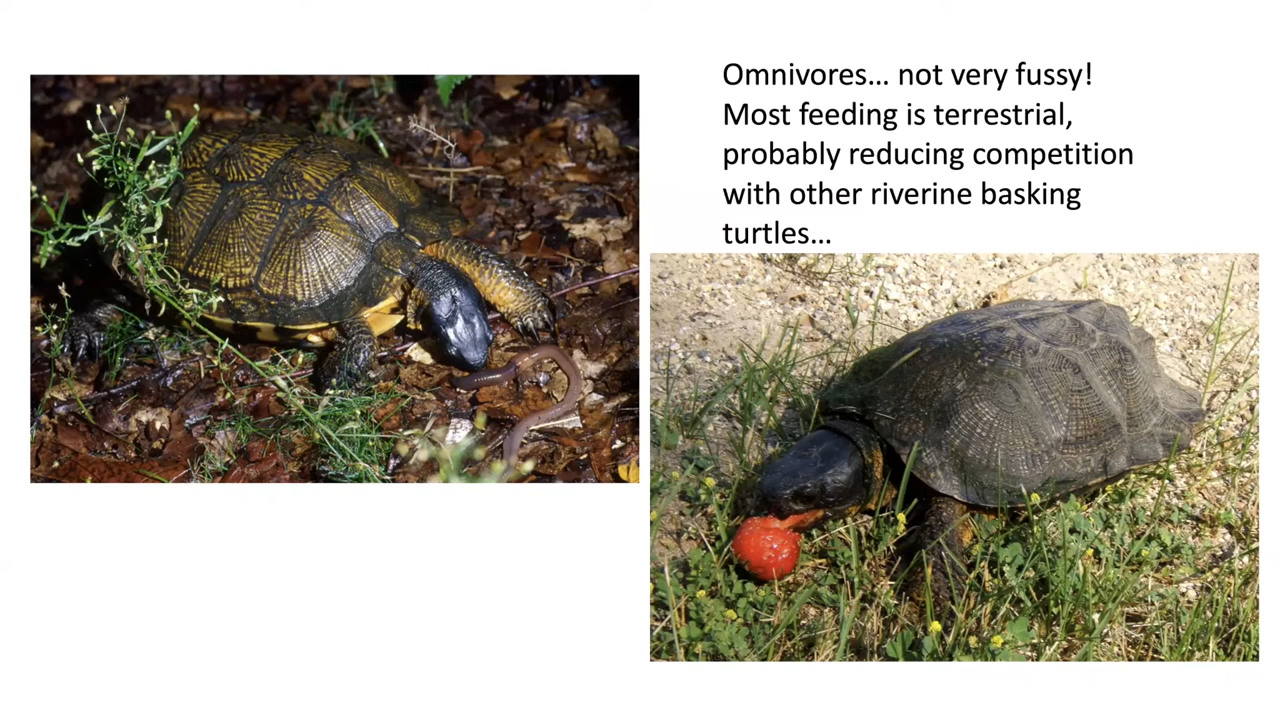 Omnivores... not very fussy!
Most feeding is terrestrial,
probably reducing competition
with other riverine basking
turtles...